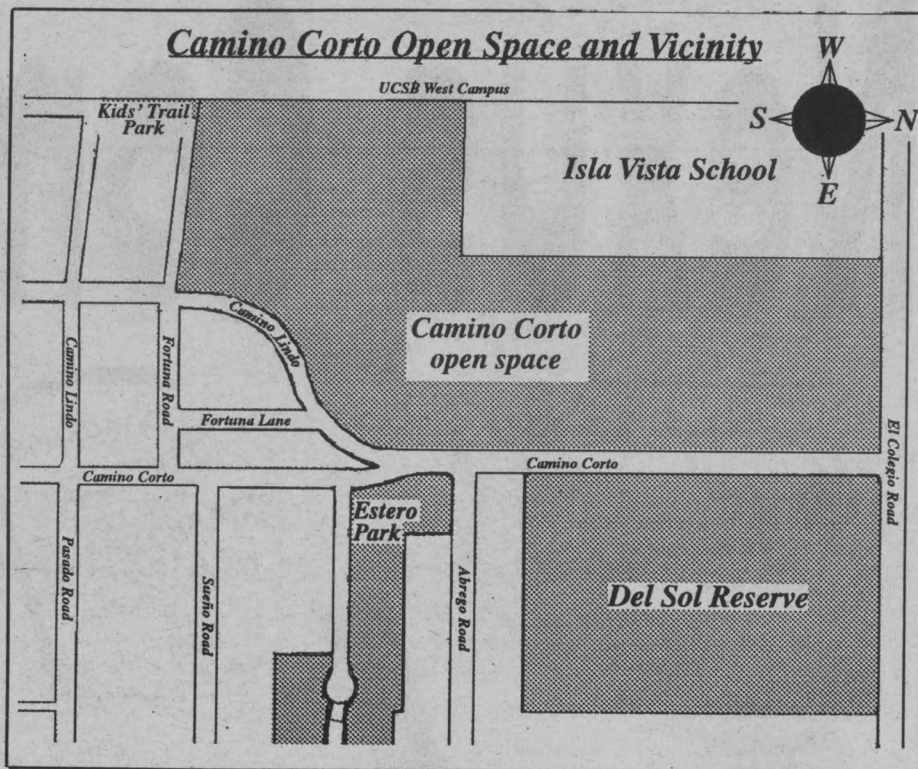 Camino Corto Open Space and Vicinity
W
UCSB West Campus
Kids' Trail
Park
S
N
Isla Vista School
E
Camino Lindo
Camino Corto
open space
Camino Lindo
Fortuna Road
Fortuna Lane
El Colegio Road
Camino Corto
Camino Corto
Estero
Park
Pasado Road
Sueño Road
Abrego Road
Del Sol Reserve